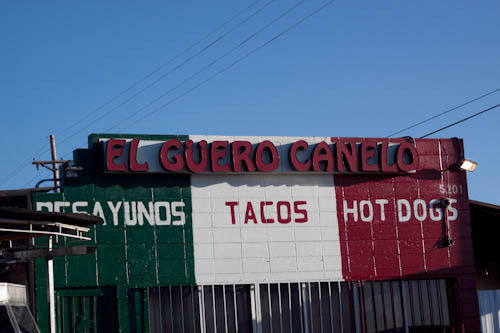 EL GUERO CANELO
DESAYUNOS TACOS HOT DOGS
5201